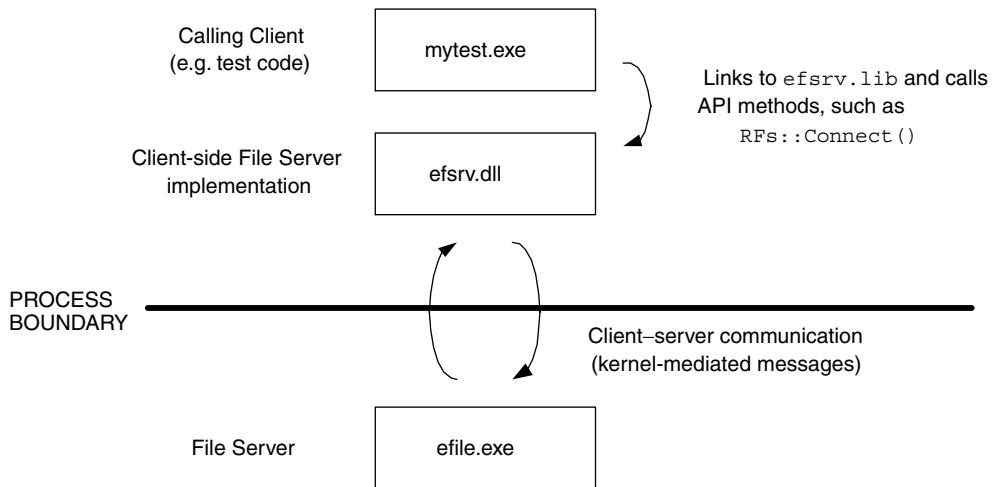 Calling Client
(e.g. test code)
mytest.exe
Links to efsrv.lib and calls
API methods, such as
RFs::Connect()
Client-side File Server
implementation
efsrv.dll
PROCESS
BOUNDARY
Client–server communication
(kernel-mediated messages)
File Server
efile.exe